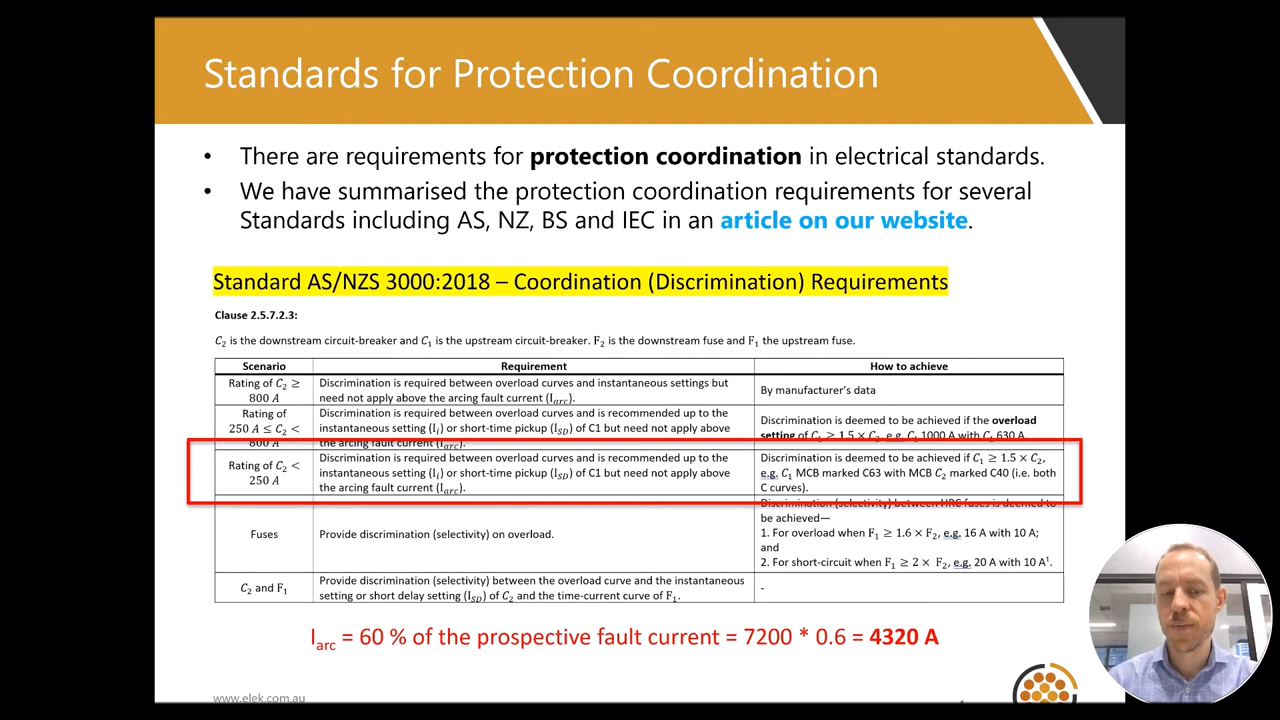 Standards for Protection Coordination
• There are requirements for protection coordination in electrical standards.
• We have summarised the protection coordination requirements for several
Standards including AS, NZ, BS and IEC in an article on our website.
Standard AS/NZS 3000:2018 – Coordination (Discrimination) Requirements
Clause 2.5.7.2.3:
C₂ is the downstream circuit-breaker and C₁ is the upstream circuit-breaker. F₂ is the downstream fuse and F₁ the upstream fuse.
Scenario Requirement How to achieve
Rating of C₂ ≥
800 A
Discrimination is required between overload curves and instantaneous settings but
need not apply above the arcing fault current (Iarc).
By manufacturer's data
Rating of
250 A ≤ C₂ <
800 A
Discrimination is required between overload curves and is recommended up to the
instantaneous setting (Iᵢ) or short-time pickup (ISD) of C1 but need not apply above
the arcing fault current (Iarc).
Discrimination is deemed to be achieved if the overload
setting of C₁ ≥ 1.5 × C₂, e.g. C₁ 1000 A with C₁ 630 A.
Rating of C₂ <
250 A
Discrimination is required between overload curves and is recommended up to the
instantaneous setting (Iᵢ) or short-time pickup (ISD) of C1 but need not apply above
the arcing fault current (Iarc).
Discrimination is deemed to be achieved if C₁ ≥ 1.5 × C₂,
e.g. C₁ MCB marked C63 with MCB C₂ marked C40 (i.e. both
C curves).
Fuses
Provide discrimination (selectivity) on overload.
Discrimination (selectivity) between HRC fuses is deemed to
be achieved—
1. For overload when F₁ ≥ 1.6 × F₂, e.g. 16 A with 10 A;
and
2. For short-circuit when F₁ ≥ 2 × F₂, e.g. 20 A with 10 A¹.
C₂ and F₁
Provide discrimination (selectivity) between the overload curve and the instantaneous
setting or short delay setting (ISD) of C₂ and the time-current curve of F₁.
-
Iarc = 60 % of the prospective fault current = 7200 * 0.6 = 4320 A
www.elek.com.au